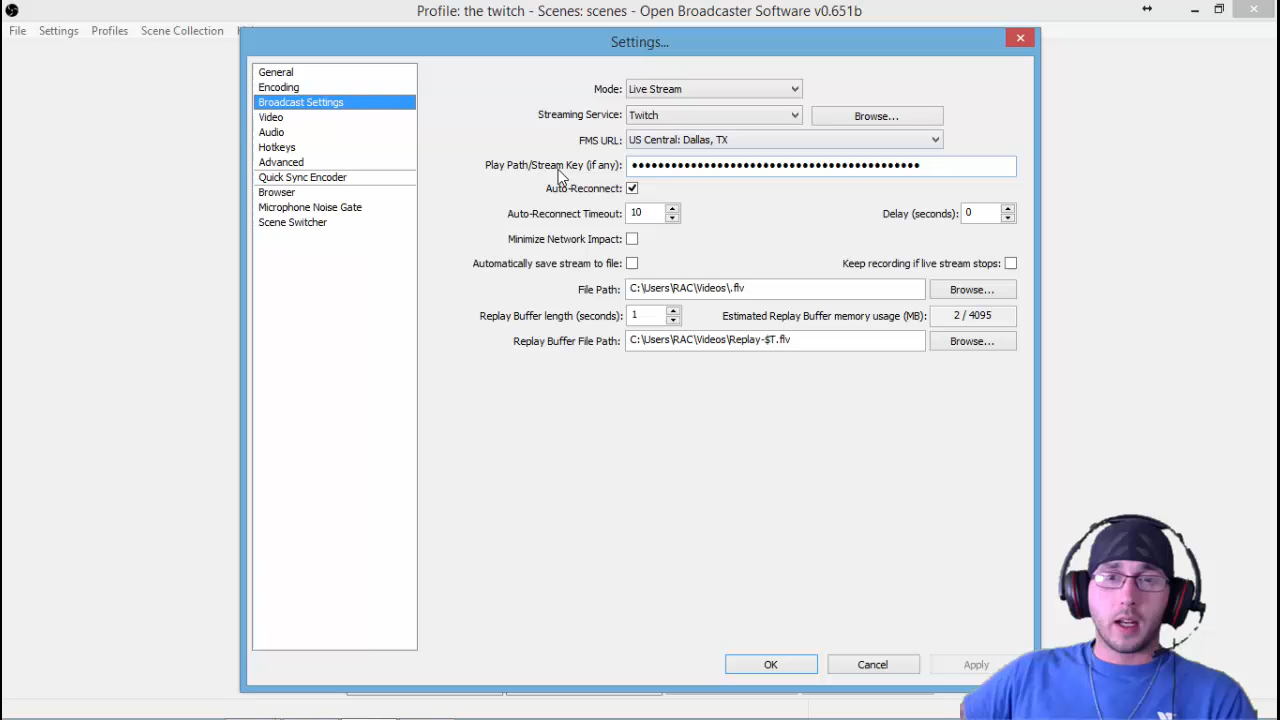 Profile: the twitch - Scenes: scenes - Open Broadcaster Software v0.651b
File Settings Profiles Scene Collection
Settings...
General
Encoding
Broadcast Settings
Video
Audio
Hotkeys
Advanced
Quick Sync Encoder
Browser
Microphone Noise Gate
Scene Switcher
Mode: Live Stream
Streaming Service: Twitch Browse...
FMS URL: US Central: Dallas, TX
Play Path/Stream Key (if any): ●●●●●●●●●●●●●●●●●●●●●●●●●●●●●●●●●●●●●●●●●●●●
Auto-Reconnect:
Auto-Reconnect Timeout: 10 Delay (seconds): 0
Minimize Network Impact:
Automatically save stream to file: Keep recording if live stream stops:
File Path: C:\Users\RAC\Videos\.flv Browse...
Replay Buffer length (seconds): 1 Estimated Replay Buffer memory usage (MB): 2 / 4095
Replay Buffer File Path: C:\Users\RAC\Videos\Replay-$T.flv Browse...
OK Cancel Apply